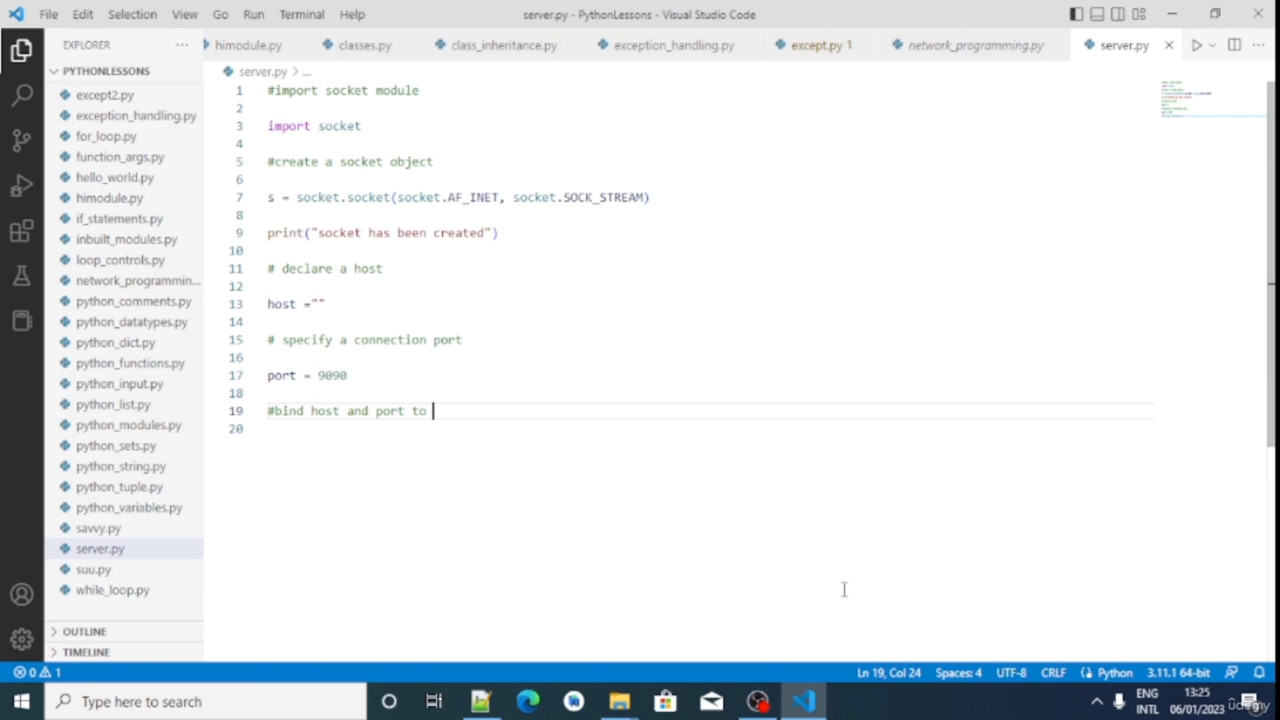 File Edit Selection View Go Run Terminal Help
server.py - PythonLessons - Visual Studio Code
EXPLORER
himodule.py classes.py class_inheritance.py exception_handling.py except.py 1 network_programming.py server.py
PYTHONLESSONS
server.py > ...
except2.py
exception_handling.py
for_loop.py
function_args.py
hello_world.py
himodule.py
if_statements.py
inbuilt_modules.py
loop_controls.py
network_programmin...
python_comments.py
python_datatypes.py
python_dict.py
python_functions.py
python_input.py
python_list.py
python_modules.py
python_sets.py
python_string.py
python_tuple.py
python_variables.py
savvy.py
server.py
suu.py
while_loop.py
OUTLINE
TIMELINE
1 #import socket module
2
3 import socket
4
5 #create a socket object
6
7 s = socket.socket(socket.AF_INET, socket.SOCK_STREAM)
8
9 print("socket has been created")
10
11 # declare a host
12
13 host =""
14
15 # specify a connection port
16
17 port = 9090
18
19 #bind host and port to
20
0 1
Ln 19, Col 24 Spaces: 4 UTF-8 CRLF Python 3.11.1 64-bit
Type here to search
ENG
INTL
13:25
06/01/2023
ûdemy